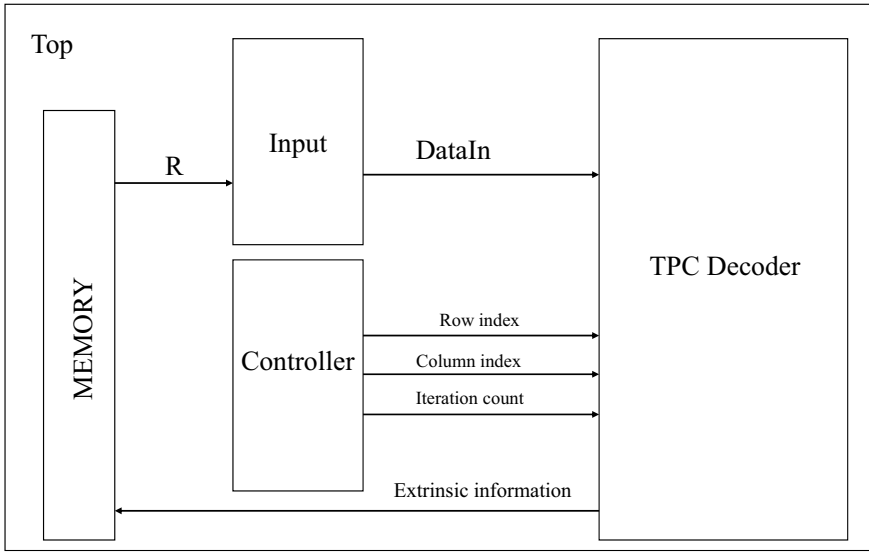 Top
MEMORY
R
Input
DataIn
TPC Decoder
Controller
Row index
Column index
Iteration count
Extrinsic information